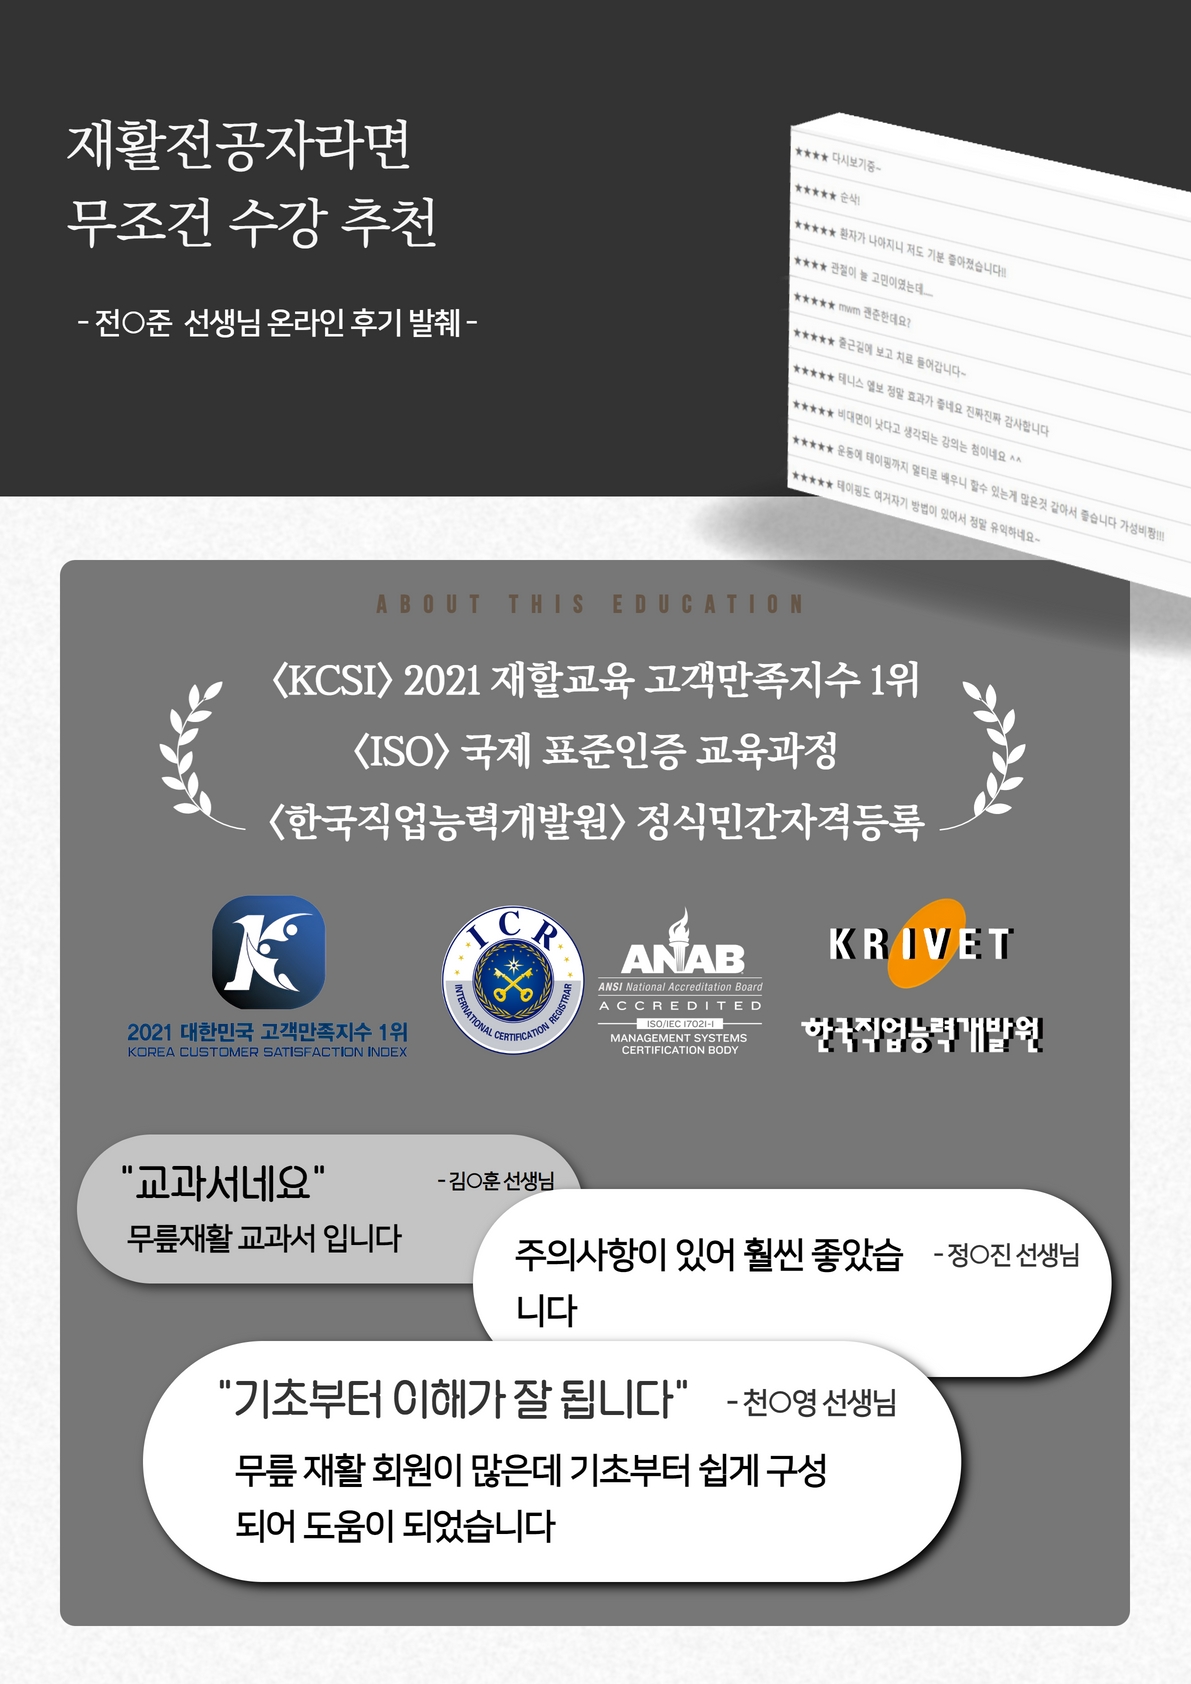 재활전공자라면
무조건 수강 추천
- 전○준 선생님 온라인 후기 발췌 -
★★★★ 다시보기중~
★★★★★ 순삭!
★★★★★ 환자가 나아지니 저도 기분 좋아졌습니다!!
★★★★ 관절이 늘 고민이였는데....
★★★★★ mwm 괜준한데요?
★★★★★ 출근길에 보고 치료 들어갑니다~
★★★★★ 테니스 엘보 정말 효과가 좋네요 진짜진짜 감사합니다
★★★★★ 비대면이 낫다고 생각되는 강의는 첨이네요 ^^
★★★★★ 운동에 테이핑까지 멀티로 배우니 할수 있는게 많은것 같아서 좋습니다 가성비짱!!!
★★★★★ 테이핑도 여거자기 방법이 있어서 정말 유익하네요~
ABOUT THIS EDUCATION
〈KCSI〉 2021 재할교육 고객만족지수 1위
〈ISO〉 국제 표준인증 교육과정
〈한국직업능력개발원〉 정식민간자격등록
K
2021 대한민국 고객만족지수 1위
KOREA CUSTOMER SATISFACTION INDEX
ICR
INTERNATIONAL CERTIFICATION REGISTRAR
ANAB
ANSI National Accreditation Board
ACCREDITED
ISO/IEC 17021-1
MANAGEMENT SYSTEMS
CERTIFICATION BODY
KRIVET
한국직업능력개발원
"교과서네요" - 김○훈 선생님
무릎재활 교과서 입니다
주의사항이 있어 훨씬 좋았습 - 정○진 선생님
니다
"기초부터 이해가 잘 됩니다" - 천○영 선생님
무릎 재활 회원이 많은데 기초부터 쉽게 구성
되어 도움이 되었습니다